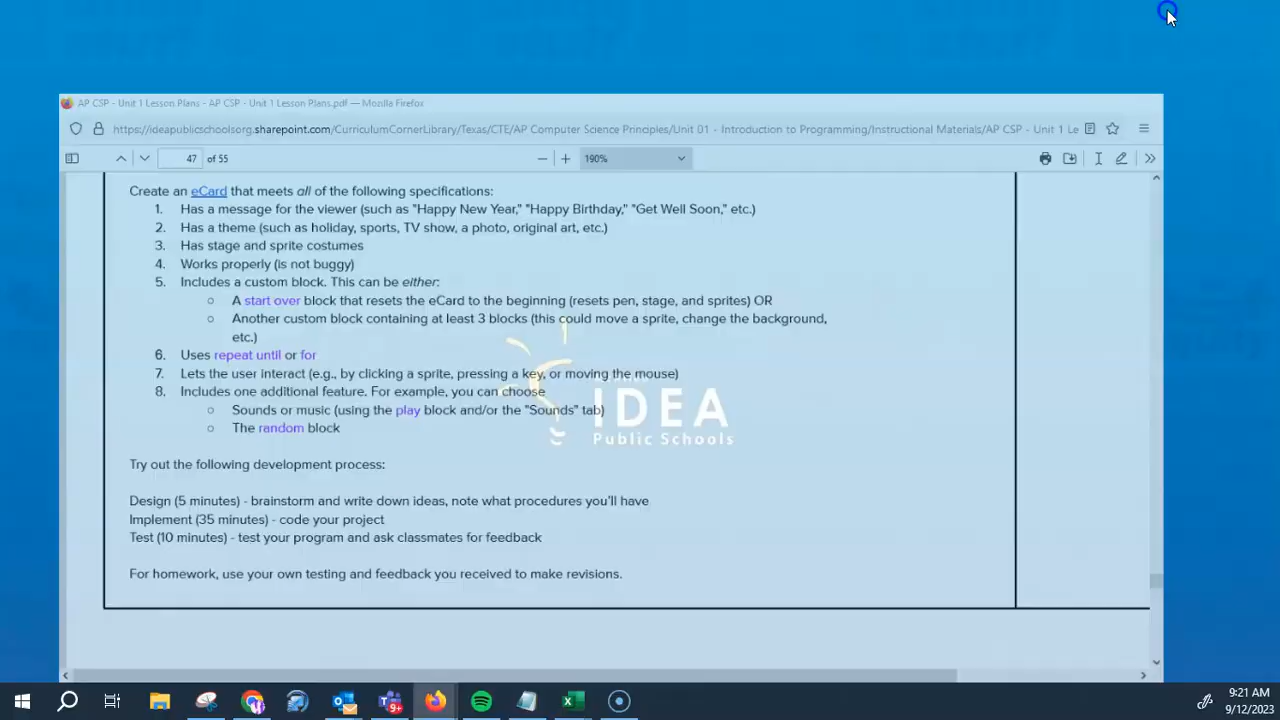 AP CSP - Unit 1 Lesson Plans - AP CSP - Unit 1 Lesson Plans.pdf — Mozilla Firefox
https://ideapublicschoolsorg.sharepoint.com/CurriculumCornerLibrary/Texas/CTE/AP Computer Science Principles/Unit 01 - Introduction to Programming/Instructional Materials/AP CSP - Unit 1 Le
47 of 55
190%
Create an eCard that meets all of the following specifications:
1. Has a message for the viewer (such as "Happy New Year," "Happy Birthday," "Get Well Soon," etc.)
2. Has a theme (such as holiday, sports, TV show, a photo, original art, etc.)
3. Has stage and sprite costumes
4. Works properly (is not buggy)
5. Includes a custom block. This can be either:
○ A start over block that resets the eCard to the beginning (resets pen, stage, and sprites) OR
○ Another custom block containing at least 3 blocks (this could move a sprite, change the background,
etc.)
6. Uses repeat until or for
7. Lets the user interact (e.g., by clicking a sprite, pressing a key, or moving the mouse)
8. Includes one additional feature. For example, you can choose
○ Sounds or music (using the play block and/or the "Sounds" tab)
○ The random block
IDEA
Public Schools
Try out the following development process:
Design (5 minutes) - brainstorm and write down ideas, note what procedures you'll have
Implement (35 minutes) - code your project
Test (10 minutes) - test your program and ask classmates for feedback
For homework, use your own testing and feedback you received to make revisions.
9+
9:21 AM
9/12/2023